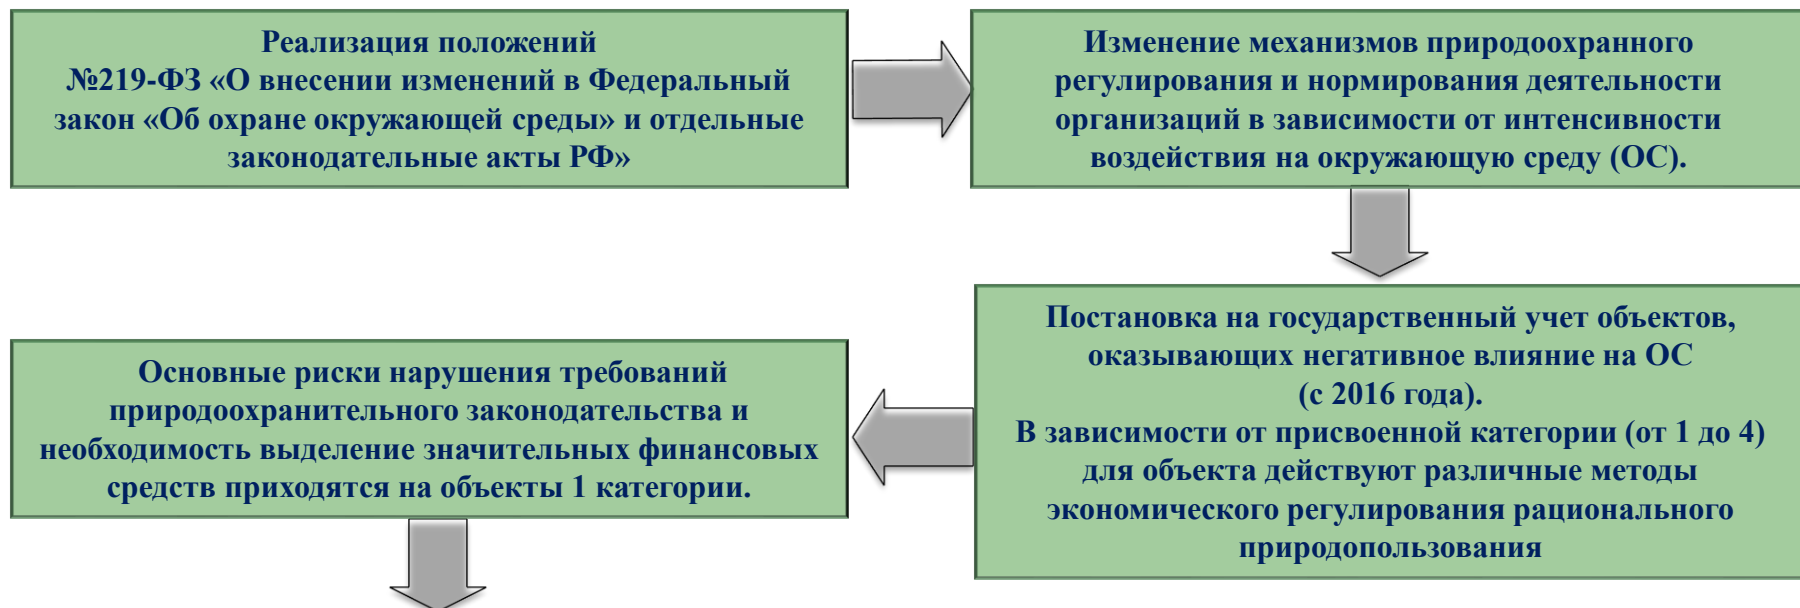 Реализация положений
№219-ФЗ «О внесении изменений в Федеральный
закон «Об охране окружающей среды» и отдельные
законодательные акты РФ»
Изменение механизмов природоохранного
регулирования и нормирования деятельности
организаций в зависимости от интенсивности
воздействия на окружающую среду (ОС).
Постановка на государственный учет объектов,
оказывающих негативное влияние на ОС
(с 2016 года).
В зависимости от присвоенной категории (от 1 до 4)
для объекта действуют различные методы
экономического регулирования рационального
природопользования
Основные риски нарушения требований
природоохранительного законодательства и
необходимость выделение значительных финансовых
средств приходятся на объекты 1 категории.